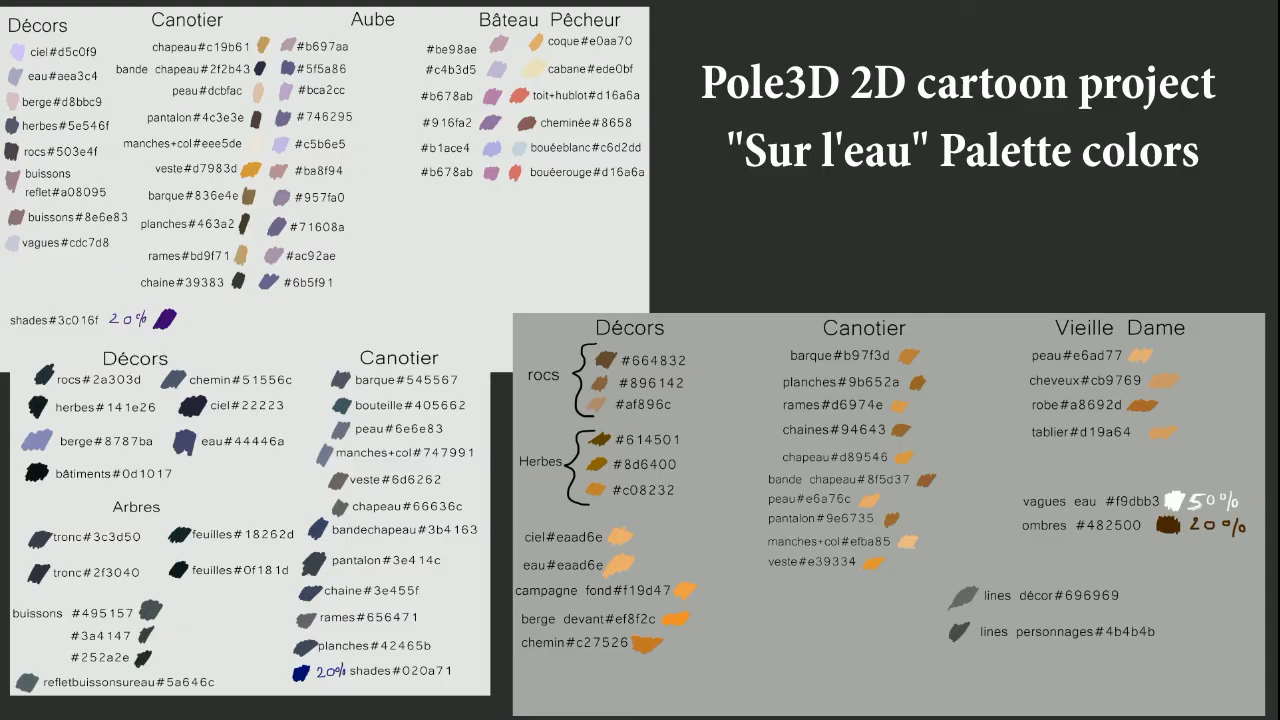 Pole3D 2D cartoon project
"Sur l'eau" Palette colors
Décors
ciel#d5c0f9
eau#aea3c4
berge#d8bbc9
herbes#5e546f
rocs#503e4f
buissons
reflet#a08095
buissons#8e6e83
vagues#cdc7d8
Canotier
Aube
chapeau#c19b61 #b697aa
bande chapeau#2f2b43 #5f5a86
peau#dcbfac #bca2cc
pantalon#4c3e3e #746295
manches+col#eee5de #c5b6e5
veste#d7983d #ba8f94
barque#836e4e #957fa0
planches#463a2 #71608a
rames#bd9f71 #ac92ae
chaine#39383 #6b5f91
Bâteau Pêcheur
#be98ae coque#e0aa70
#c4b3d5 cabane#ede0bf
#b678ab toit+hublot#d16a6a
#916fa2 cheminée#8658
#b1ace4 bouéeblanc#c6d2dd
#b678ab bouéerouge#d16a6a
shades#3c016f 20%
Décors
rocs#2a303d chemin#51556c
herbes#141e26 ciel#22223
berge#8787ba eau#44446a
bâtiments#0d1017
Arbres
tronc#3c3d50 feuilles#18262d
tronc#2f3040 feuilles#0f181d
buissons #495157
#3a4147
#252a2e
refletbuissonsureau#5a646c
Canotier
barque#545567
bouteille#405662
peau#6e6e83
manches+col#747991
veste#6d6262
chapeau#66636c
bandechapeau#3b4163
pantalon#3e414c
chaine#3e455f
rames#656471
planches#42465b
20% shades#020a71
Décors
rocs
#664832
#896142
#af896c
Herbes
#614501
#8d6400
#c08232
ciel#eaad6e
eau#eaad6e
campagne fond#f19d47
berge devant#ef8f2c
chemin#c27526
Canotier
barque#b97f3d
planches#9b652a
rames#d6974e
chaines#94643
chapeau#d89546
bande chapeau#8f5d37
peau#e6a76c
pantalon#9e6735
manches+col#efba85
veste#e39334
Vieille Dame
peau#e6ad77
cheveux#cb9769
robe#a8692d
tablier#d19a64
vagues eau #f9dbb3 50%
ombres #482500 20%
lines décor#696969
lines personnages#4b4b4b